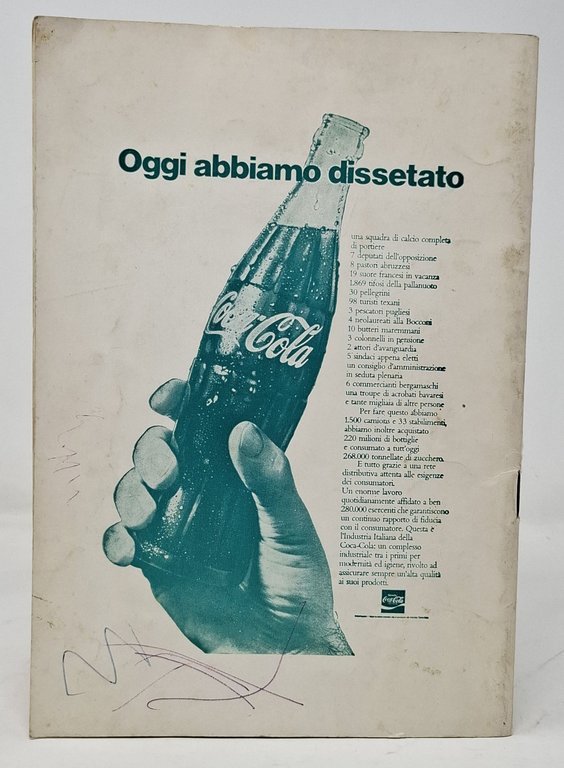 Oggi abbiamo dissetato
una squadra di calcio completa
di portiere
7 deputati dell'opposizione
8 pastori abruzzesi
19 suore francesi in vacanza
1.869 tifosi della pallanuoto
30 pellegrini
98 turisti texani
3 pescatori pugliesi
4 neolaureati alla Bocconi
10 butteri maremmani
3 colonnelli in pensione
2 attori d'avanguardia
5 sindaci appena eletti
un consiglio d'amministrazione
in seduta plenaria
6 commercianti bergamaschi
una troupe di acrobati bavaresi
e tante migliaia di altre persone
Per fare questo abbiamo
1.500 camions e 33 stabilimenti,
abbiamo inoltre acquistato
220 milioni di bottiglie
e consumato a tutt'oggi
268.000 tonnellate di zucchero.
E tutto grazie a una rete
distributiva attenta alle esigenze
dei consumatori.
Un enorme lavoro
quotidianamente affidato a ben
280.000 esercenti che garantiscono
un continuo rapporto di fiducia
con il consumatore. Questa è
l'Industria Italiana della
Coca-Cola: un complesso
industriale tra i primi per
modernità ed igiene, rivolto ad
assicurare sempre un'alta qualità
ai suoi prodotti.
Coca-Cola
Coca-Cola